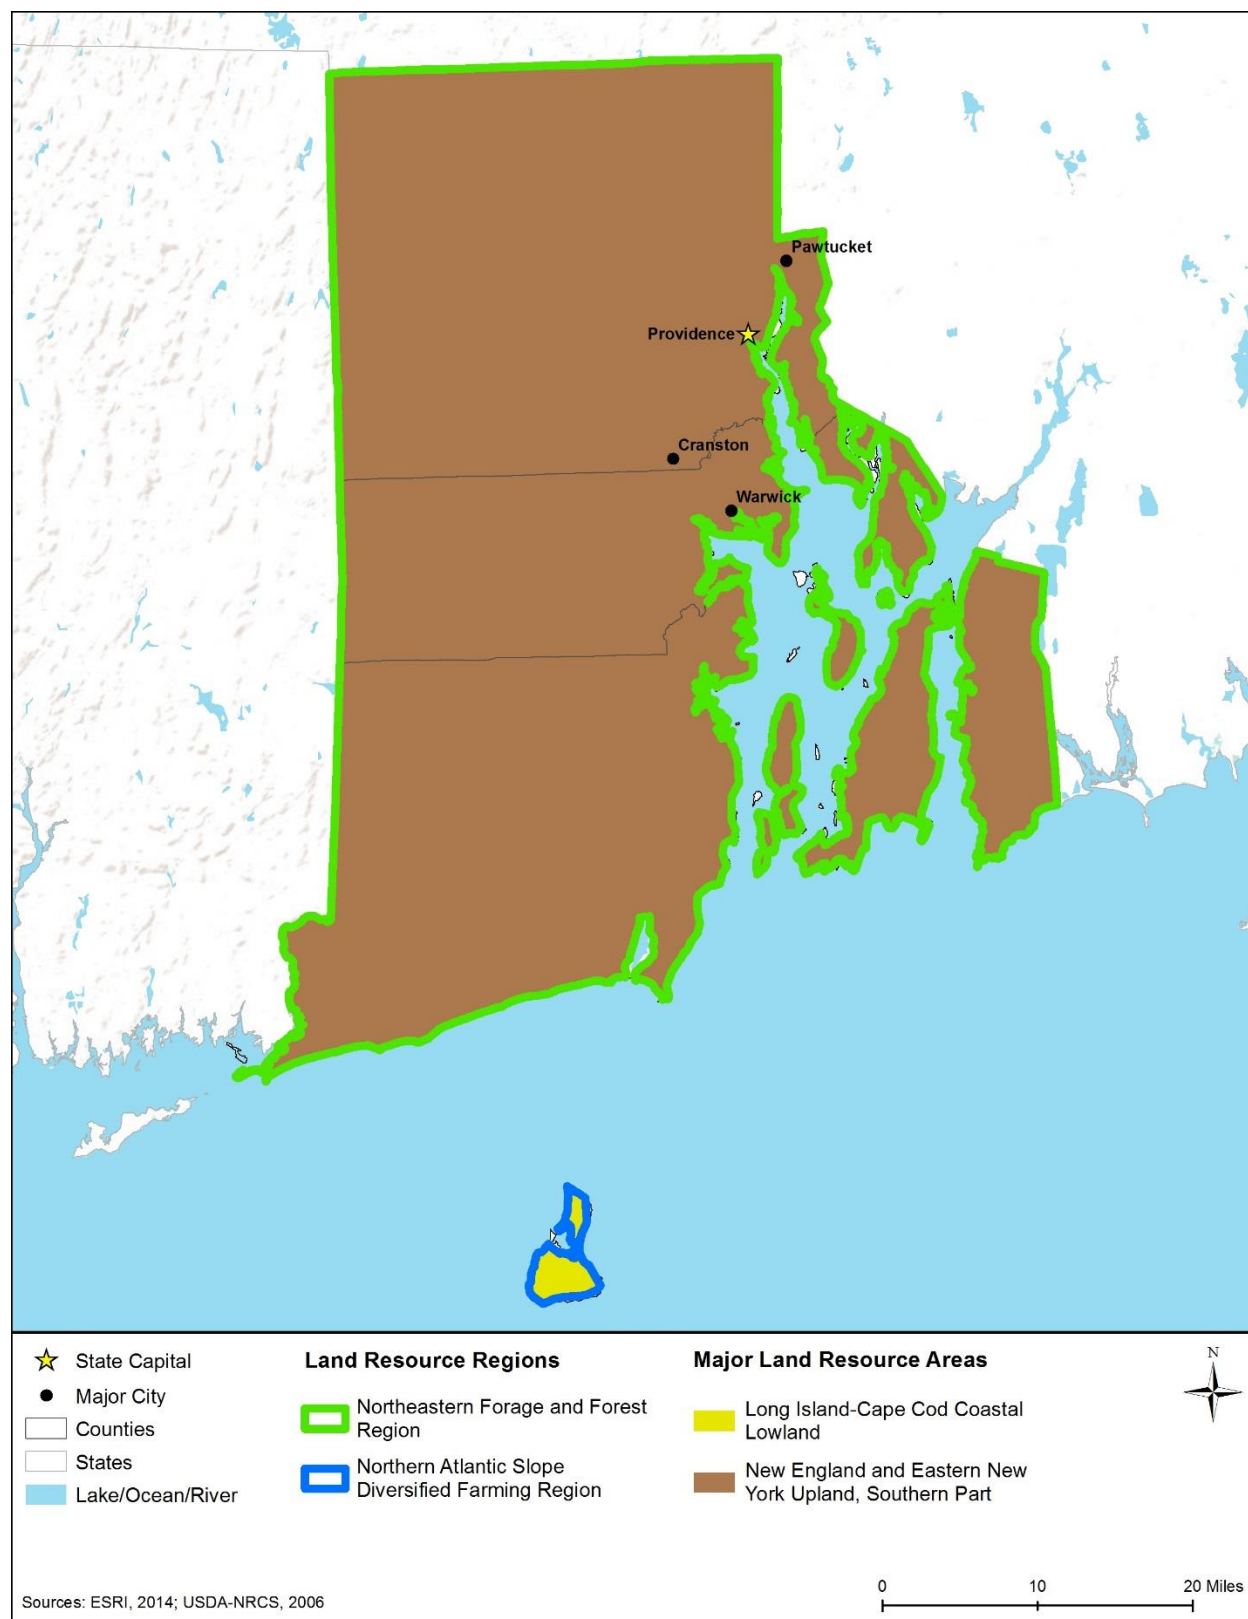 Pawtucket
Providence
Cranston
Warwick
State Capital
Major City
Counties
States
Lake/Ocean/River
Land Resource Regions
Northeastern Forage and Forest
Region
Northern Atlantic Slope
Diversified Farming Region
Major Land Resource Areas
Long Island-Cape Cod Coastal
Lowland
New England and Eastern New
York Upland, Southern Part
N
Sources: ESRI, 2014; USDA-NRCS, 2006
0 10 20 Miles